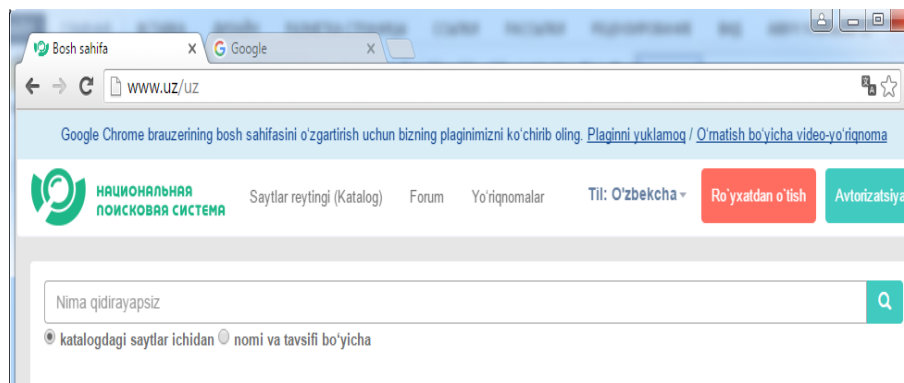 Bosh sahifa
Google
www.uz/uz
Google Chrome brauzerining bosh sahifasini o'zgartirish uchun bizning plaginimizni ko'chirib oling. Plaginni yuklamoq / O'rnatish bo'yicha video-yo'riqnoma
НАЦИОНАЛЬНАЯ
ПОИСКОВАЯ СИСТЕМА
Saytlar reytingi (Katalog) Forum Yo'riqnomalar Til: O'zbekcha Ro`yxatdan o`tish Avtorizatsiya
Nima qidirayapsiz
katalogdagi saytlar ichidan nomi va tavsifi bo'yicha